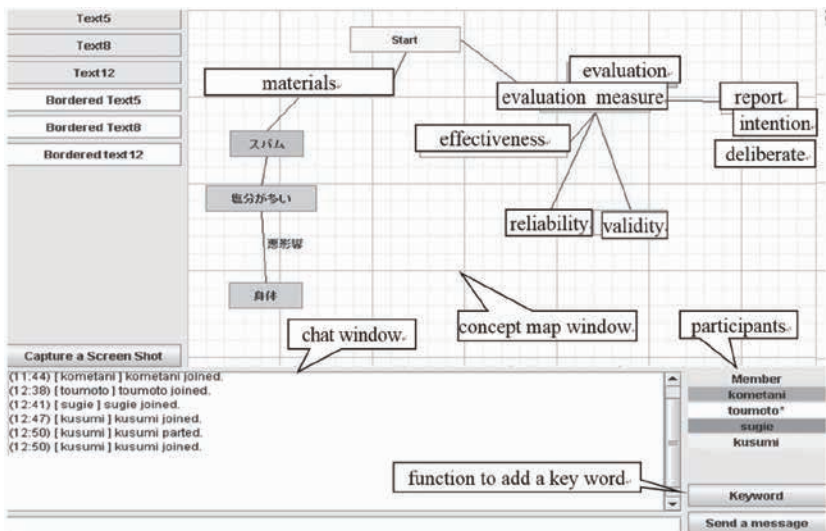 Text5
Text8
Text12
Bordered Text5
Bordered Text8
Bordered text12
Capture a Screen Shot
Start
materials
スパム
塩分が多い
悪影響
身体
evaluation
evaluation measure
effectiveness
report
intention
deliberate
reliability
validity
chat window
concept map window
participants
(11:44) [ kometani ] kometani joined.
(12:38) [ toumoto ] toumoto joined.
(12:41) [ sugie ] sugie joined.
(12:47) [ kusumi ] kusumi joined.
(12:50) [ kusumi ] kusumi parted.
(12:50) [ kusumi ] kusumi joined.
Member
kometani
toumoto*
sugie
kusumi
function to add a key word
Keyword
Send a message